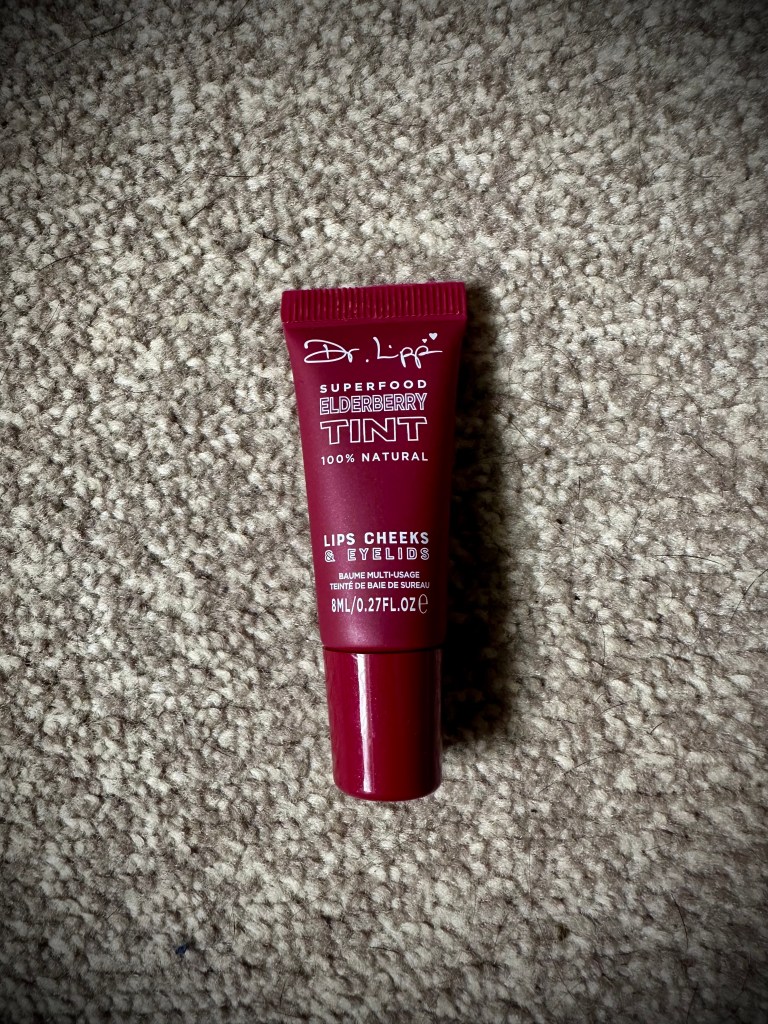 Dr. Lipp
SUPERFOOD
ELDERBERRY
TINT
100% NATURAL
LIPS CHEEKS
& EYELIDS
BAUME MULTI-USAGE
TEINTÉ DE BAIE DE SUREAU
8ML/0.27FL.OZ℮